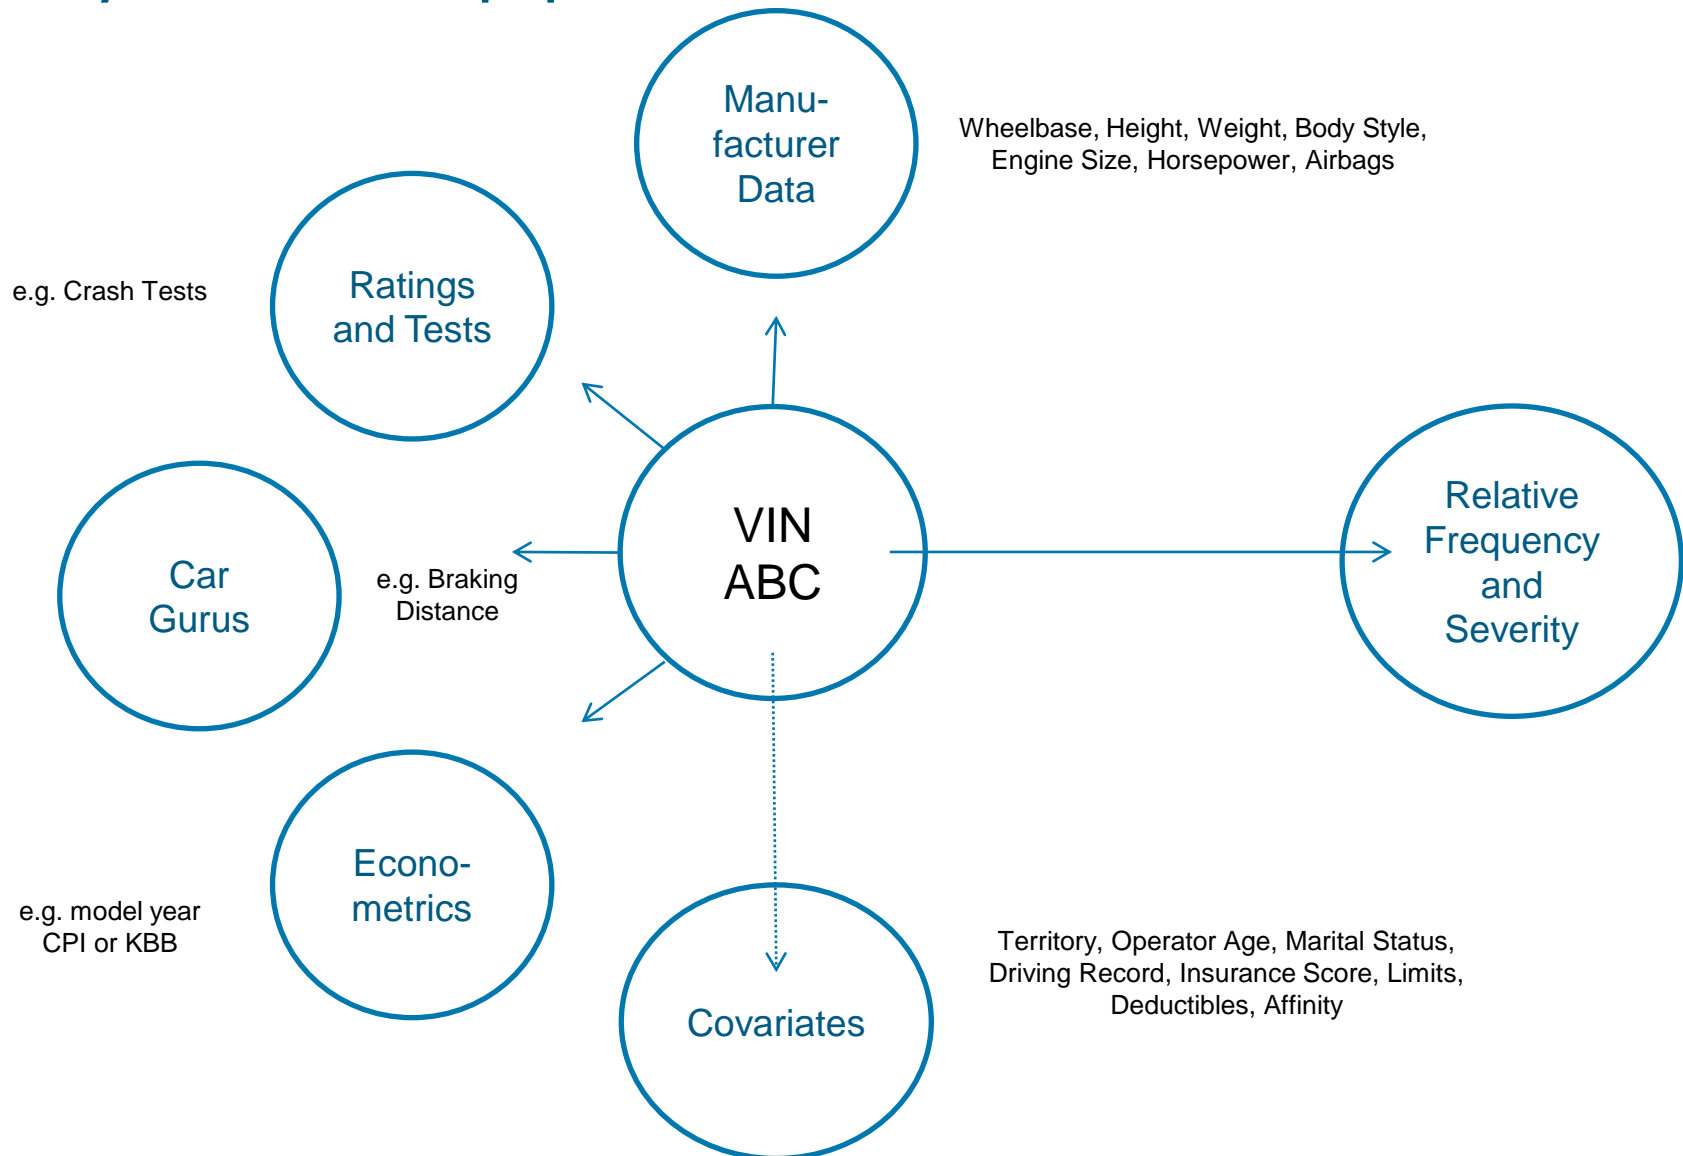 Manu-
facturer
Data
Wheelbase, Height, Weight, Body Style,
Engine Size, Horsepower, Airbags
e.g. Crash Tests
Ratings
and Tests
Car
Gurus
e.g. Braking
Distance
VIN
ABC
Relative
Frequency
and
Severity
Econo-
metrics
e.g. model year
CPI or KBB
Covariates
Territory, Operator Age, Marital Status,
Driving Record, Insurance Score, Limits,
Deductibles, Affinity